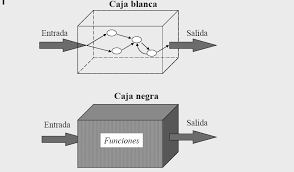 Caja blanca
Entrada
Salida
Caja negra
Entrada
Salida
Funciones